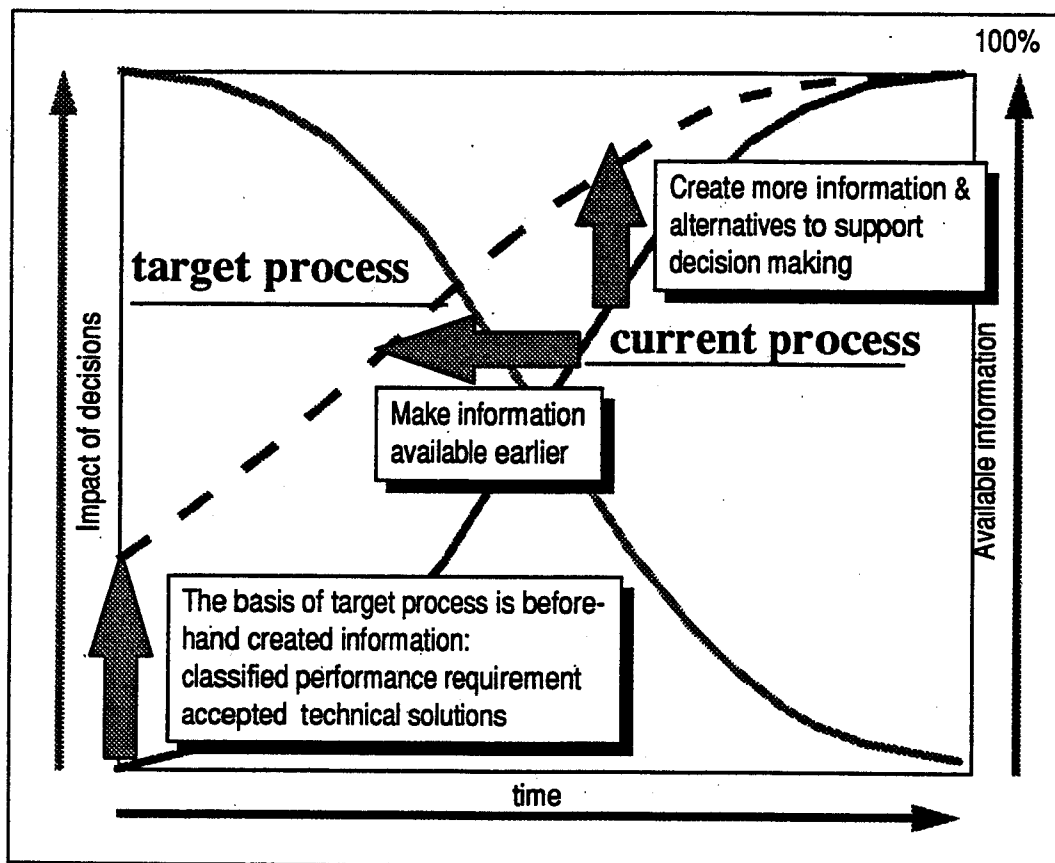 100%
Create more information &
alternatives to support
decision making
target process
current process
Make information
available earlier
Impact of decisions
Available information
The basis of target process is before-
hand created information:
classified performance requirement
accepted technical solutions
time